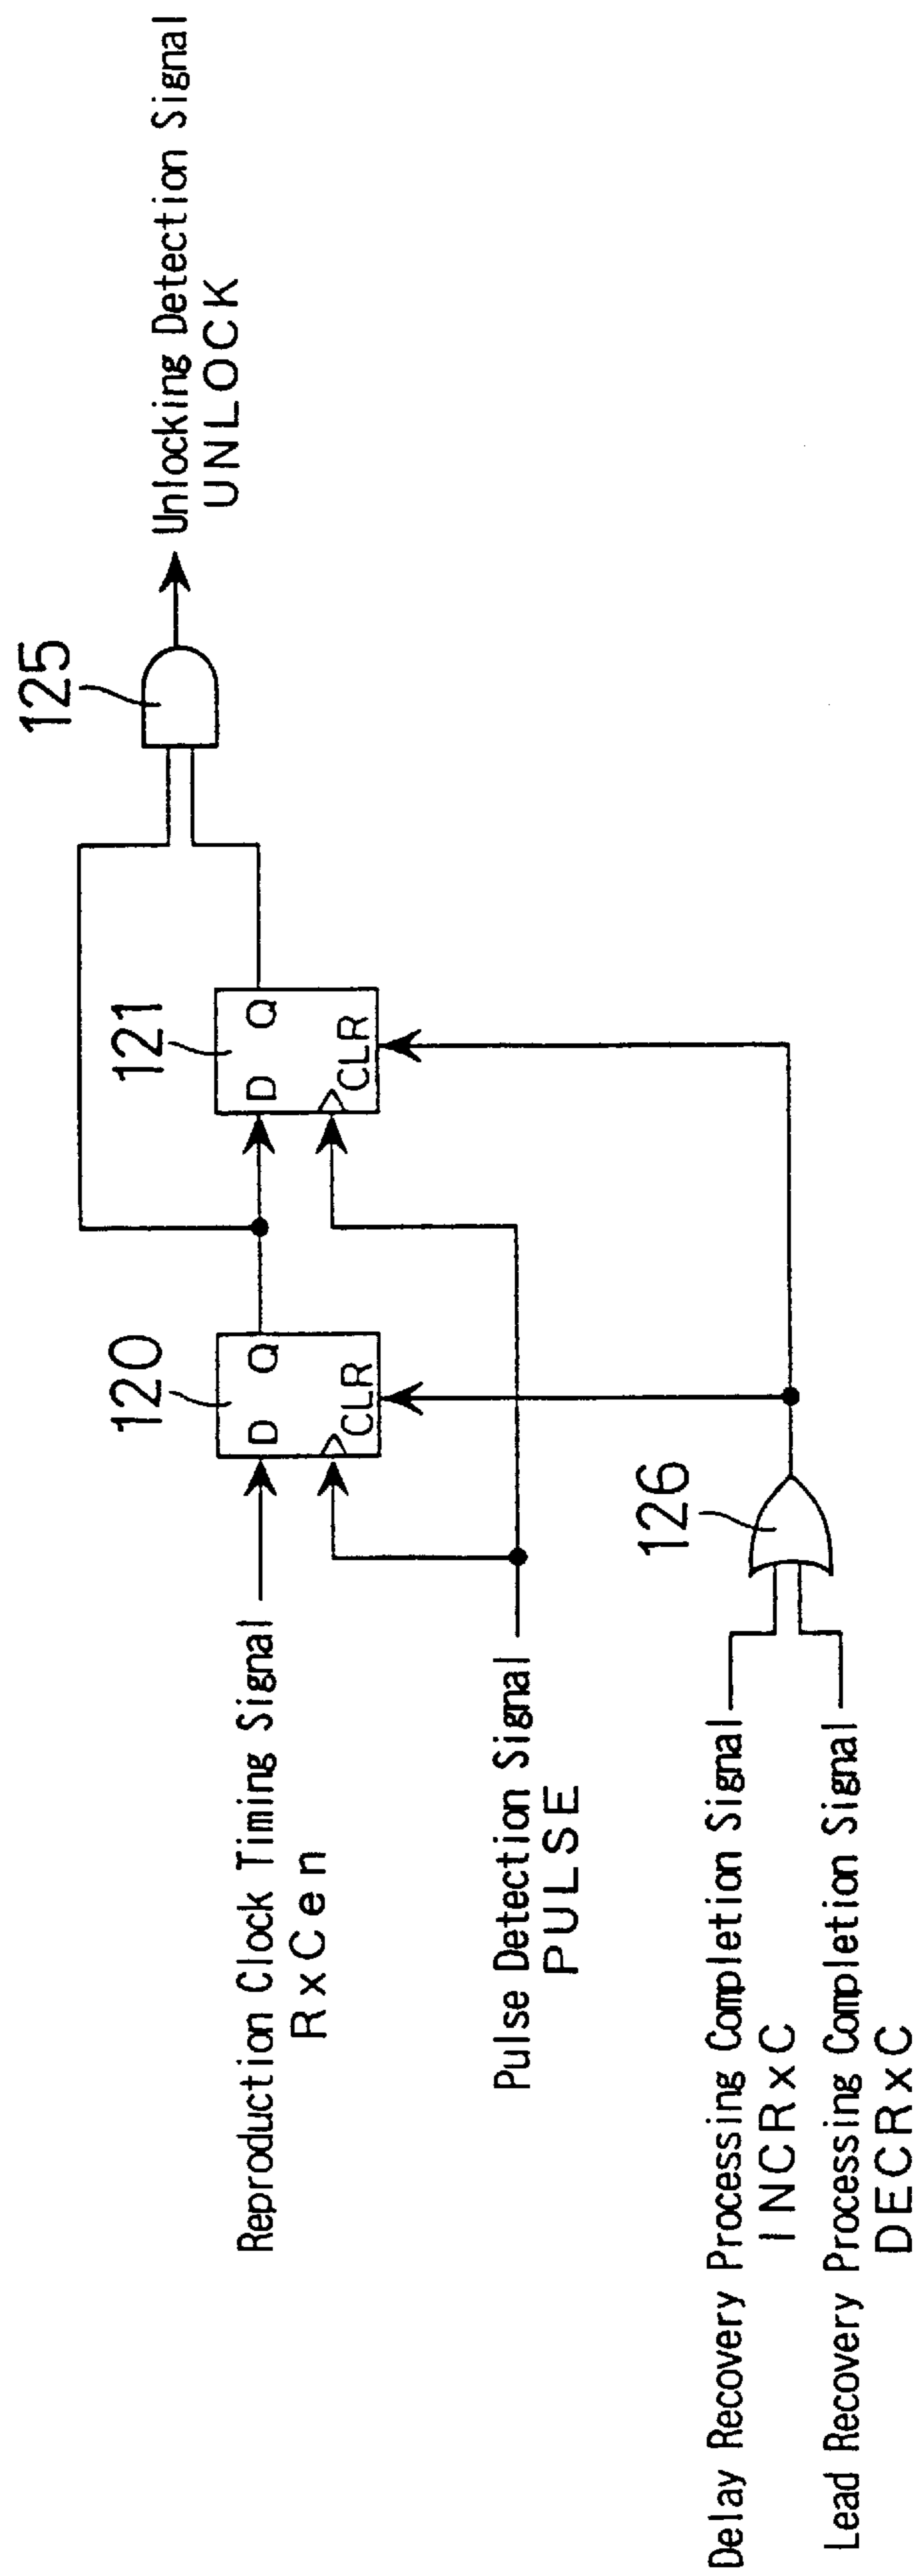 125
Unlocking Detection Signal
UNLOCK
121
D Q
CLR
120
D Q
CLR
Reproduction Clock Timing Signal
RxCen
Pulse Detection Signal
PULSE
126
Delay Recovery Processing Completion Signal
INCRxC
Lead Recovery Processing Completion Signal
DECRxC